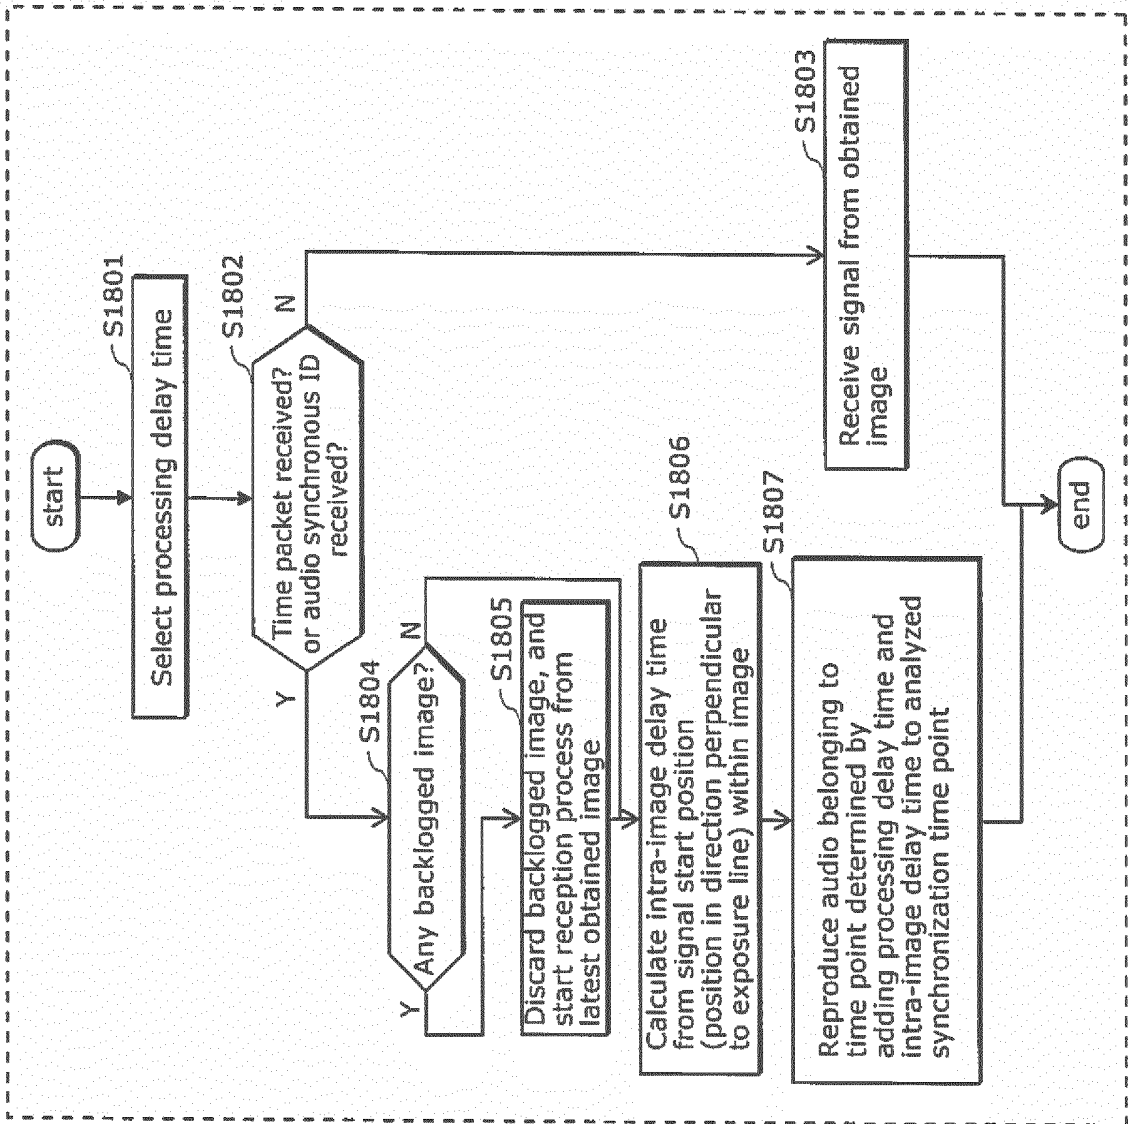 start
S1801
Select processing delay time
S1802
Time packet received?
or audio synchronous ID
received?
Y
N
S1803
Receive signal from obtained
image
S1804
Any backlogged image?
Y
N
S1805
Discard backlogged image, and
start reception process from
latest obtained image
S1806
Calculate intra-image delay time
from signal start position
(position in direction perpendicular
to exposure line) within image
S1807
Reproduce audio belonging to
time point determined by
adding processing delay time and
intra-image delay time to analyzed
synchronization time point
end